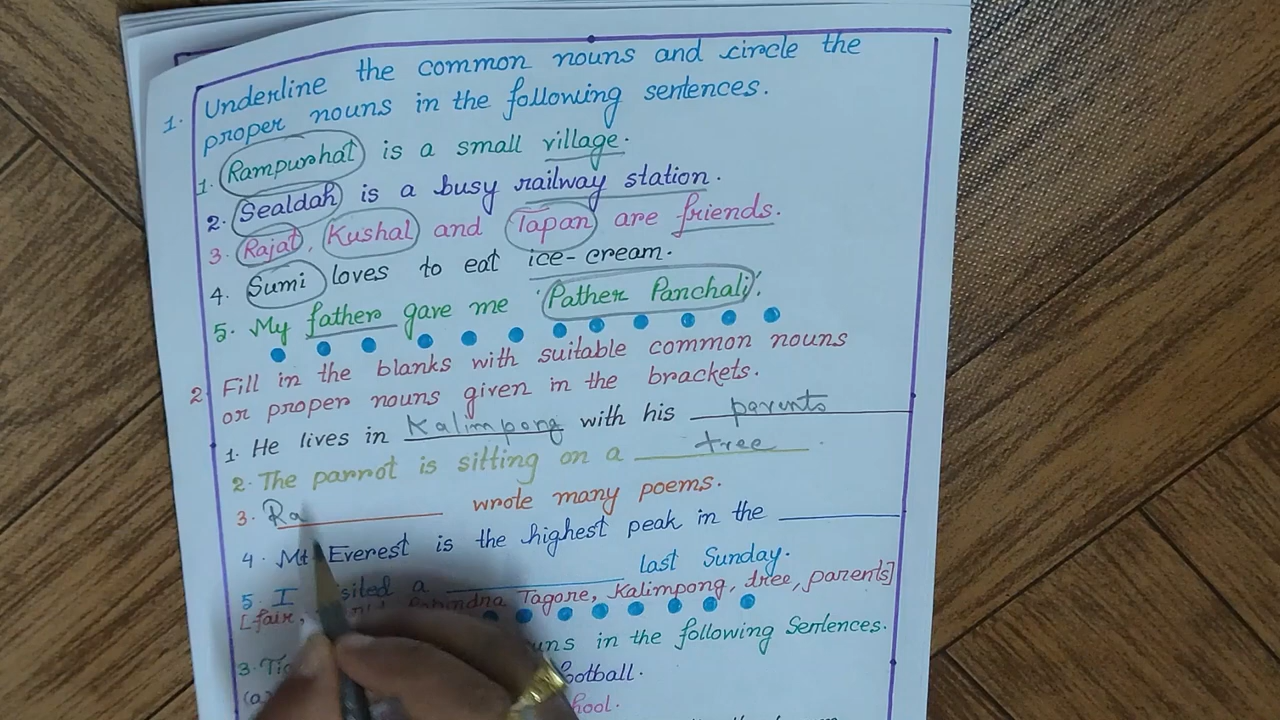 1. Underline the common nouns and circle the
proper nouns in the following sentences.
1. Rampurhat is a small village.
2. Sealdah is a busy railway station.
3. Rajat, Kushal and Tapan are friends.
4. Sumi loves to eat ice-cream.
5. My father gave me 'Pather Panchali'.
2. Fill in the blanks with suitable common nouns
or proper nouns given in the brackets.
1. He lives in Kalimpong with his parents
2. The parrot is sitting on a tree.
3. Ra wrote many poems.
4. Mt Everest is the highest peak in the
5. I sited a last Sunday.
[fair, Tagore, Kalimpong, tree, parents]
3. in the following Sentences.
football.